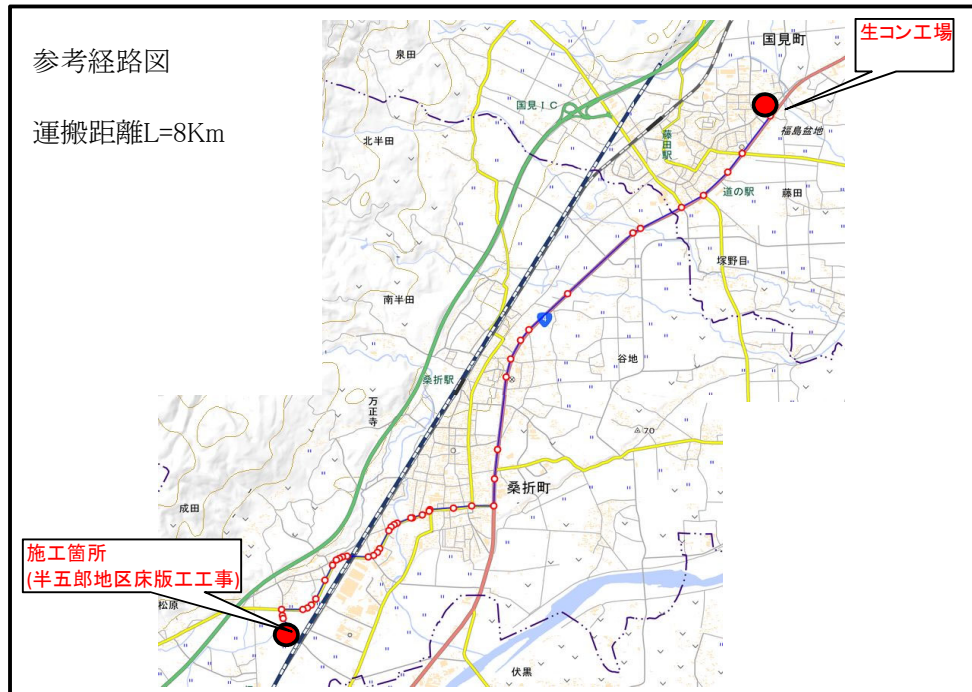 参考経路図
運搬距離L=8Km
生コン工場
国見町
泉田
国見IC
北半田
藤田駅
福島盆地
道の駅
藤田
塚野目
南半田
4
谷地
桑折駅
万正寺
70
桑折町
成田
施工箇所
(半五郎地区床版工工事)
松原
伏黒